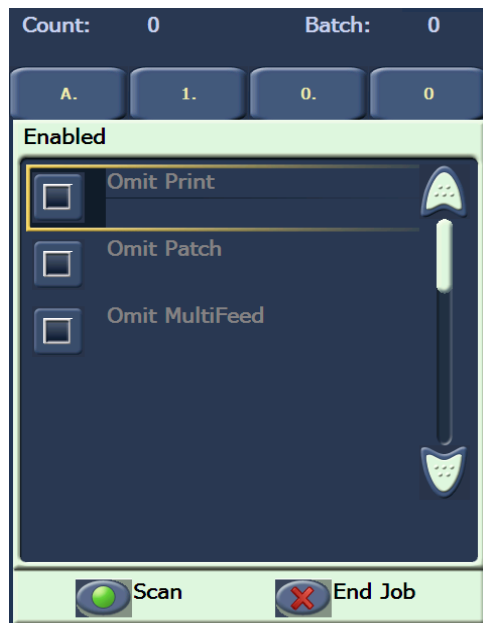 Count: 0 Batch: 0
A. 1. 0. 0
Enabled
Omit Print
Omit Patch
Omit MultiFeed
Scan End Job